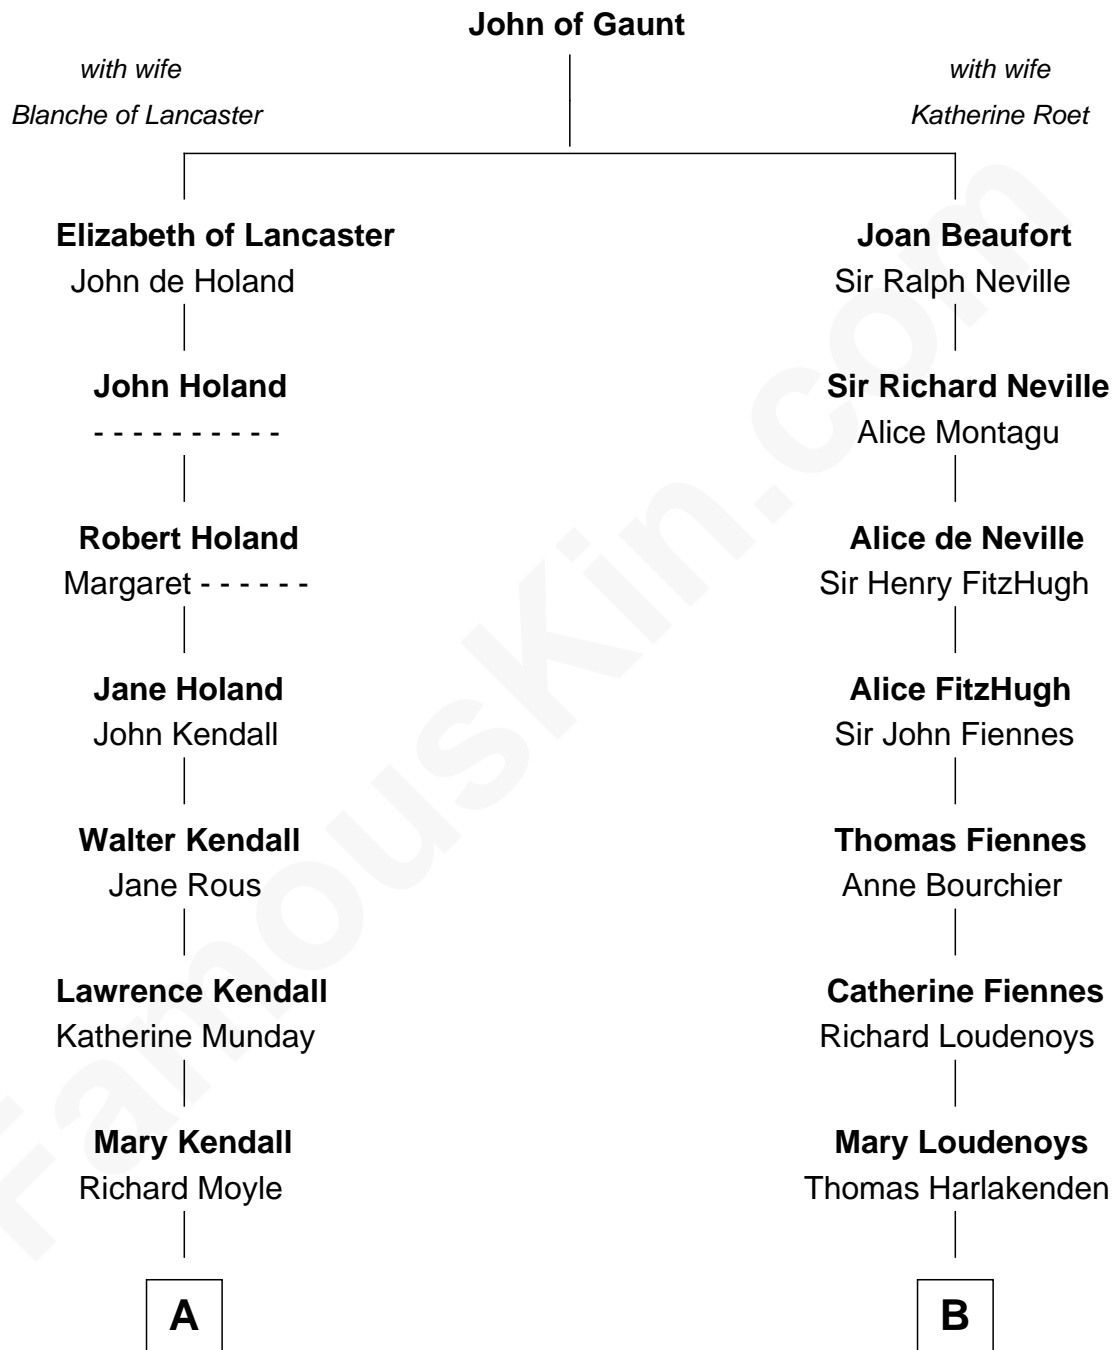 John of Gaunt
with wife
Blanche of Lancaster
with wife
Katherine Roet
Elizabeth of Lancaster
John de Holand
Joan Beaufort
Sir Ralph Neville
John Holand
- - - - - - - - - -
Sir Richard Neville
Alice Montagu
Robert Holand
Margaret - - - - - -
Alice de Neville
Sir Henry FitzHugh
Jane Holand
John Kendall
Alice FitzHugh
Sir John Fiennes
Walter Kendall
Jane Rous
Thomas Fiennes
Anne Bourchier
Lawrence Kendall
Katherine Munday
Catherine Fiennes
Richard Loudenoys
Mary Kendall
Richard Moyle
Mary Loudenoys
Thomas Harlakenden
A
B
FamousKin.com